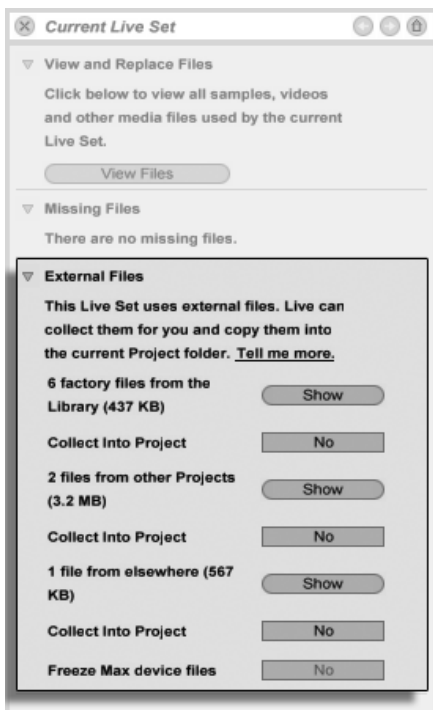 Current Live Set
View and Replace Files
Click below to view all samples, videos
and other media files used by the current
Live Set.
View Files
Missing Files
There are no missing files.
External Files
This Live Set uses external files. Live can
collect them for you and copy them into
the current Project folder. Tell me more.
6 factory files from the
Library (437 KB)
Show
Collect Into Project
No
2 files from other Projects
(3.2 MB)
Show
Collect Into Project
No
1 file from elsewhere (567
KB)
Show
Collect Into Project
No
Freeze Max device files
No